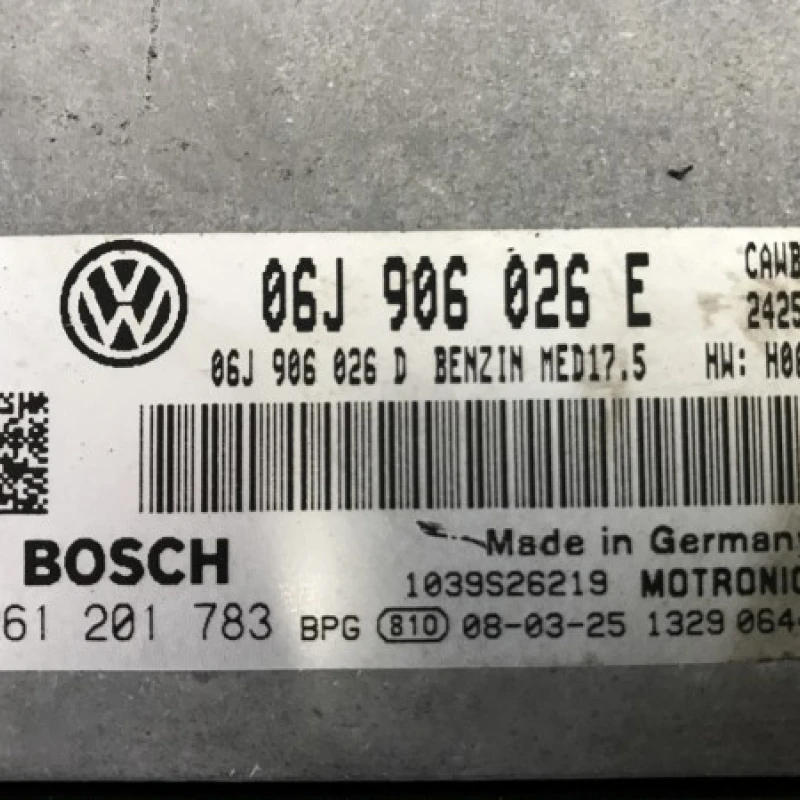 06J 906 026 E CAWB
2425
06J 906 026 D BENZIN MED17.5 HW: H00
BOSCH Made in Germany
1039S26219 MOTRONIC
61 201 783 BPG 810 08-03-25 1329 064